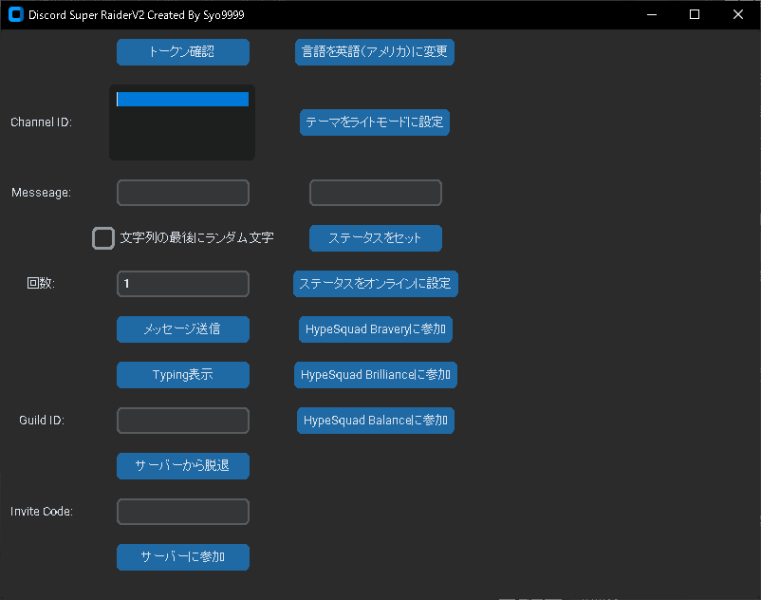 Discord Super RaiderV2 Created By Syo9999
トークン確認
言語を英語(アメリカ)に変更
Channel ID:
テーマをライトモードに設定
Messeage:
文字列の最後にランダム文字
ステータスをセット
回数:
1
ステータスをオンラインに設定
メッセージ送信
HypeSquad Braveryに参加
Typing表示
HypeSquad Brillianceに参加
Guild ID:
HypeSquad Balanceに参加
サーバーから脱退
Invite Code:
サーバーに参加